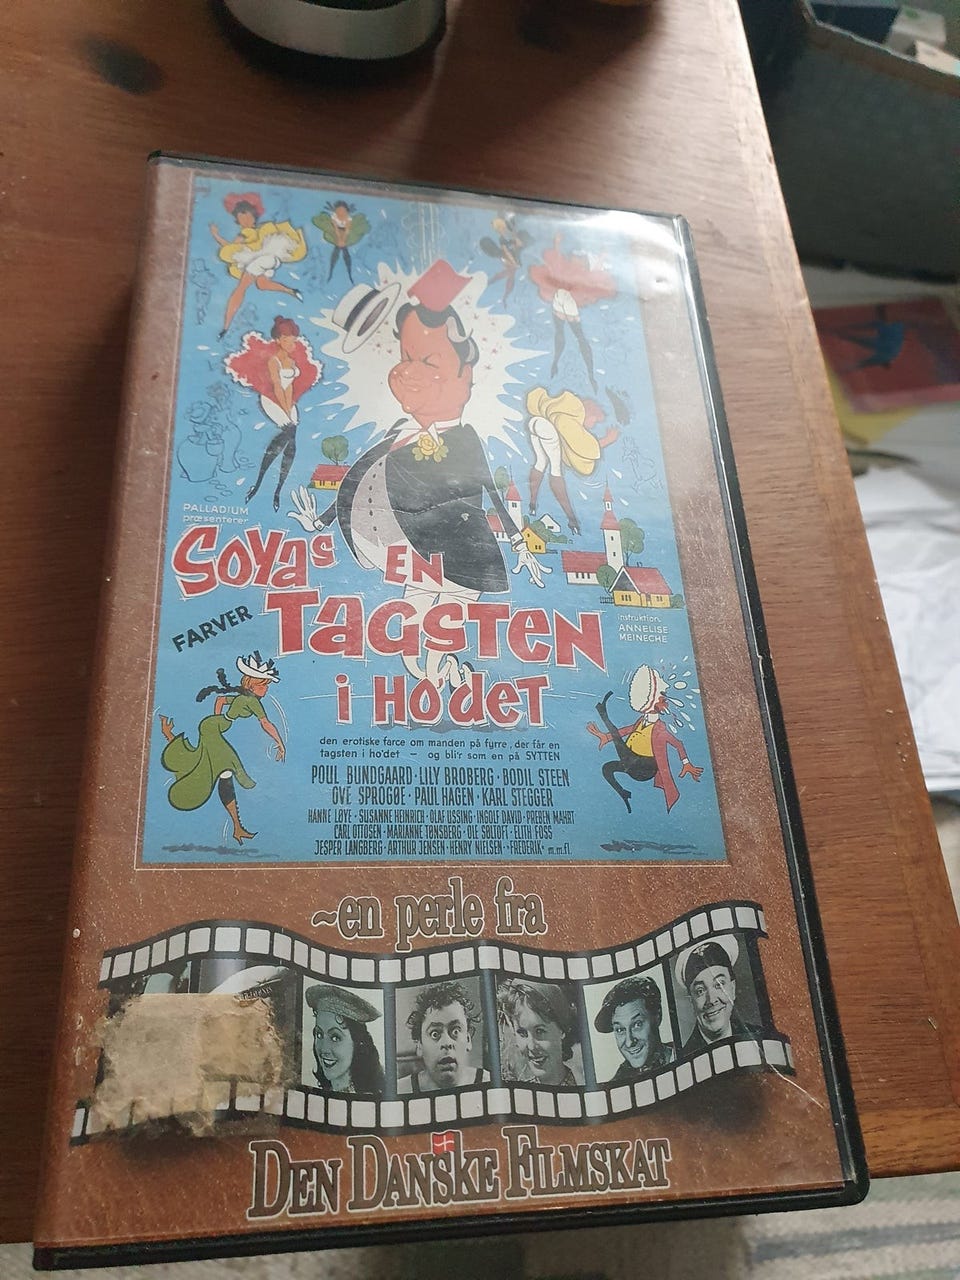 PALLADIUM
præsenterer
SOYAS EN
FARVER
TAGSTEN
i HO'DET
instruktion:
ANNELISE
MEINECHE
den erotiske farce om manden på fyrre, der får en
tagsten i ho'det — og bli'r som en på SYTTEN
POUL BUNDGAARD · LILY BROBERG · BODIL STEEN
OVE SPROGØE · PAUL HAGEN · KARL STEGGER
HANNE LØYE · SUSANNE HEINRICH · OLAF USSING · INGOLF DAVID · PREBEN MAHRT
CARL OTTOSEN · MARIANNE TØNSBERG · OLE SØLTOFT · ELITH FOSS
JESPER LANGBERG · ARTHUR JENSEN · HENRY NIELSEN · »FREDERIK« m.m.fl.
~en perle fra
DEN DANSKE FILMSKAT